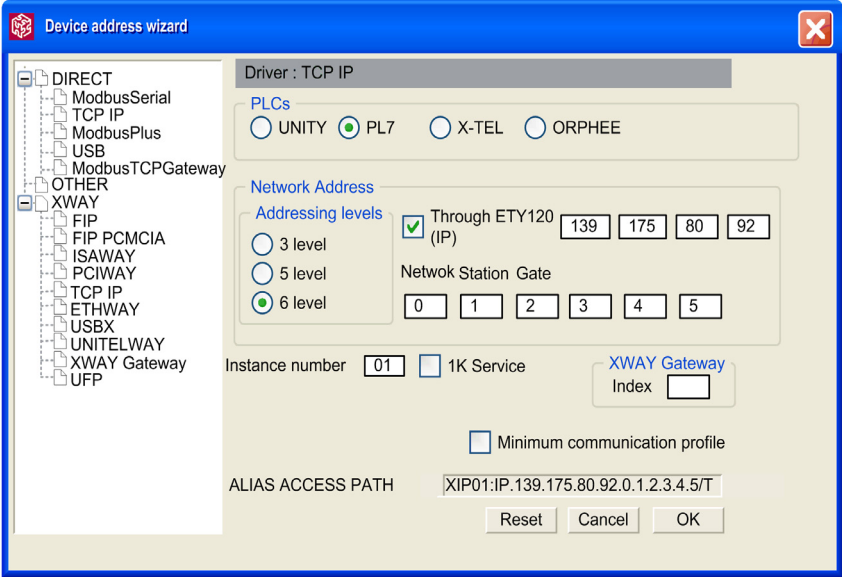 Device address wizard
DIRECT
ModbusSerial
TCP IP
ModbusPlus
USB
ModbusTCPGateway
OTHER
XWAY
FIP
FIP PCMCIA
ISAWAY
PCIWAY
TCP IP
ETHWAY
USBX
UNITELWAY
XWAY Gateway
UFP
Driver : TCP IP
PLCs
UNITY PL7 X-TEL ORPHEE
Network Address
Addressing levels
3 level
5 level
6 level
Through ETY120
(IP)
139 175 80 92
Netwok Station Gate
0 1 2 3 4 5
Instance number 01 1K Service
XWAY Gateway
Index
Minimum communication profile
ALIAS ACCESS PATH XIP01:IP.139.175.80.92.0.1.2.3.4.5/T
Reset Cancel OK